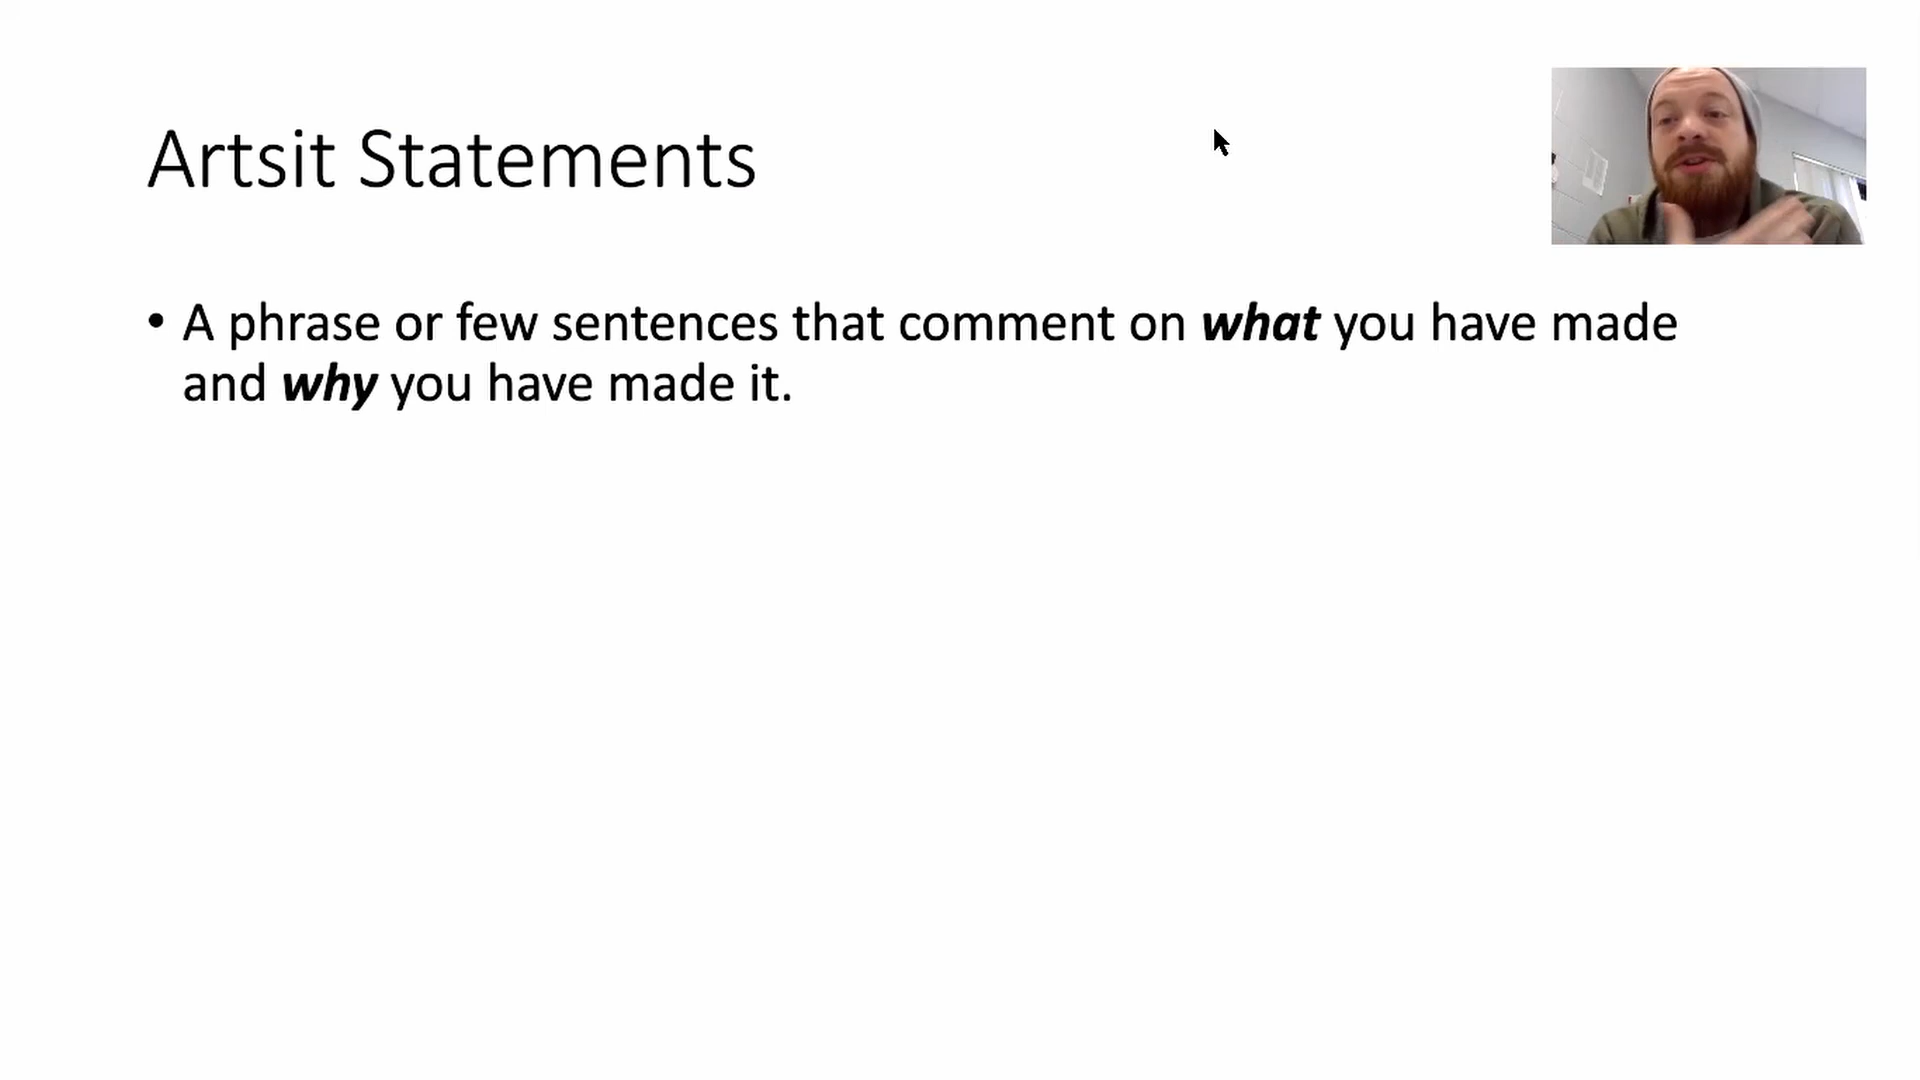 Artsit Statements
• A phrase or few sentences that comment on what you have made
and why you have made it.